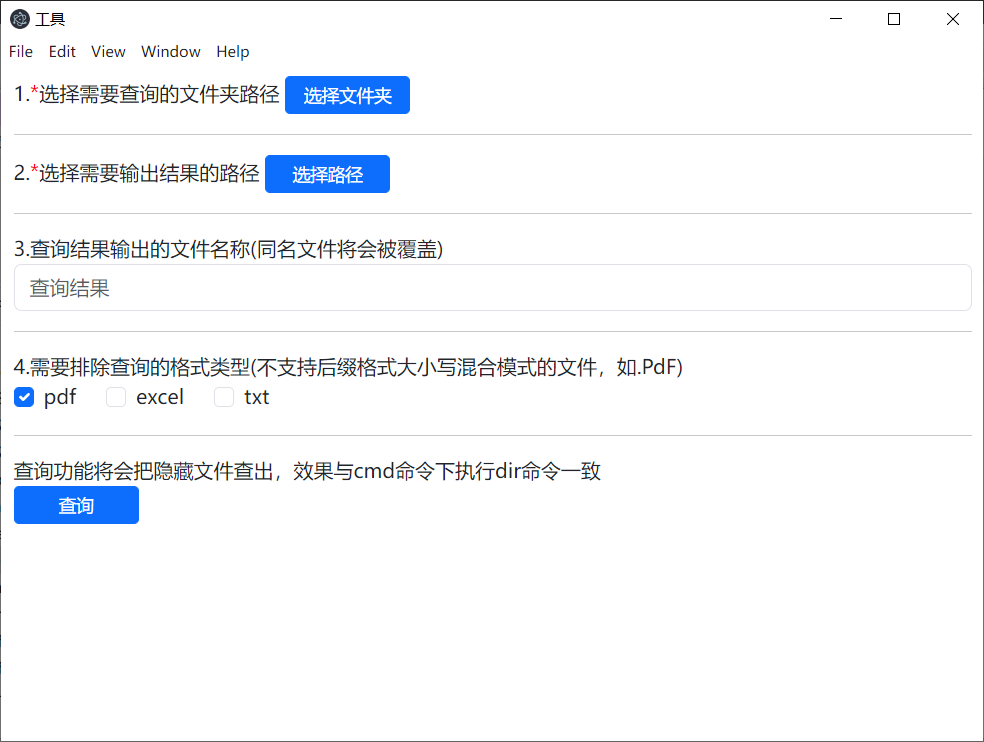 工具
File Edit View Window Help
1.*选择需要查询的文件夹路径 选择文件夹
2.*选择需要输出结果的路径 选择路径
3.查询结果输出的文件名称(同名文件将会被覆盖)
查询结果
4.需要排除查询的格式类型(不支持后缀格式大小写混合模式的文件，如.PdF)
pdf excel txt
查询功能将会把隐藏文件查出，效果与cmd命令下执行dir命令一致
查询